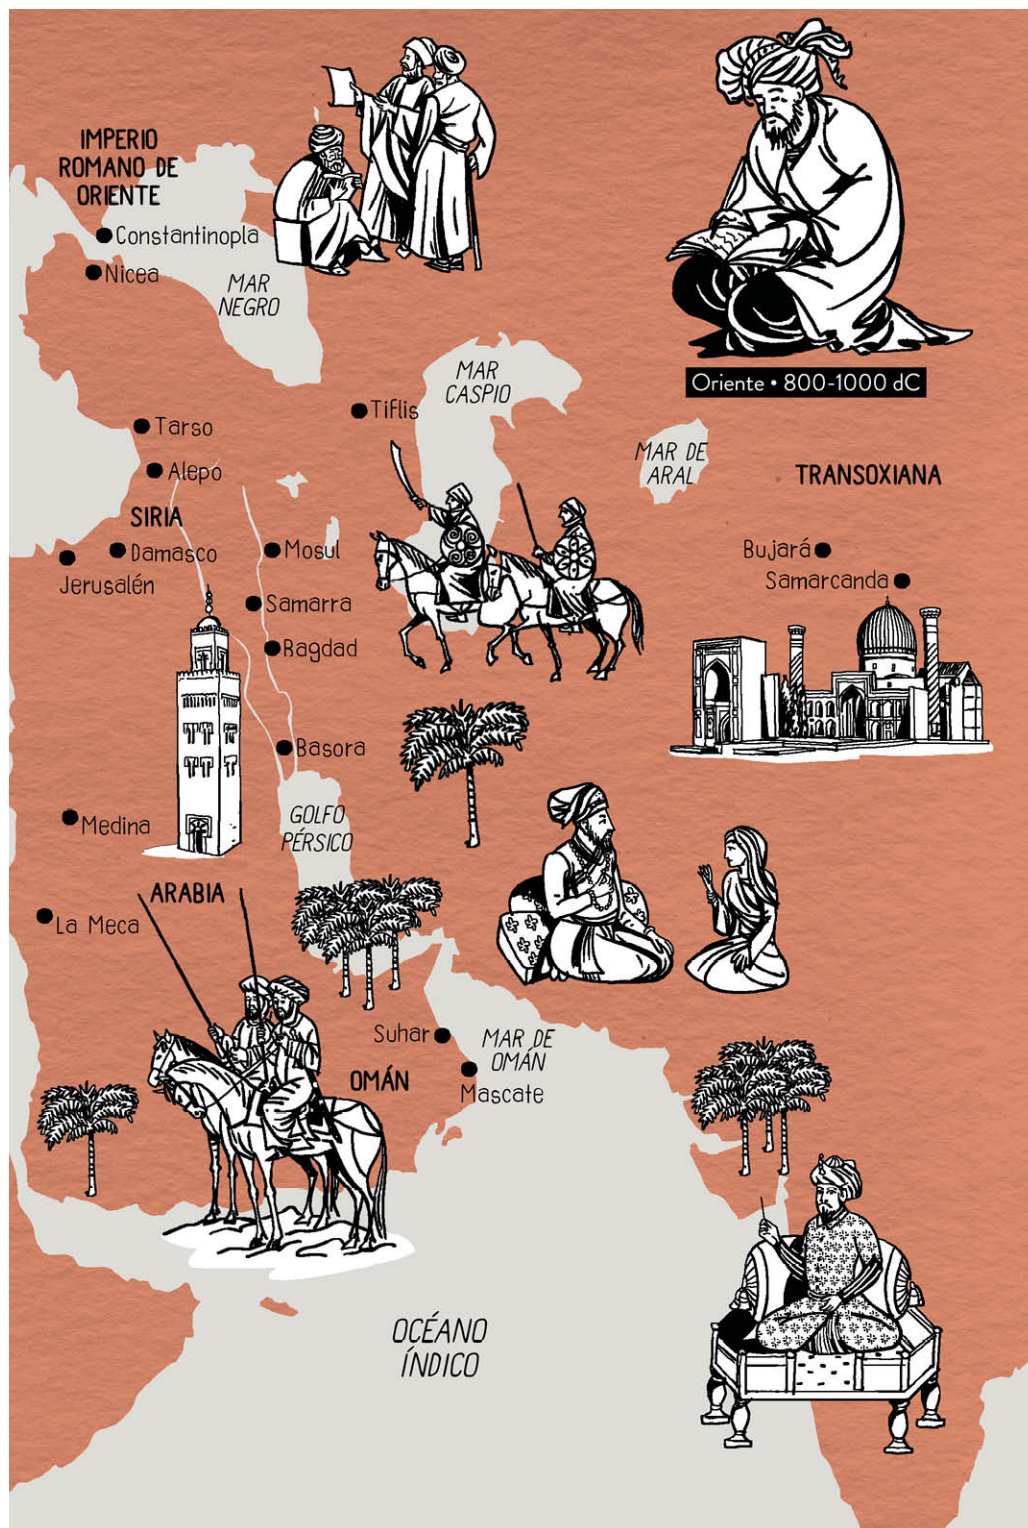 IMPERIO
ROMANO DE
ORIENTE
Constantinopla
Nicea
MAR
NEGRO
MAR
CASPIO
Oriente • 800-1000 dC
Tiflis
Tarso
MAR DE
ARAL
Alepo
TRANSOXIANA
SIRIA
Damasco
Mosul
Bujará
Jerusalén
Samarcanda
Samarra
Bagdad
Basora
GOLFO
PÉRSICO
Medina
ARABIA
La Meca
Suhar
MAR DE
OMÁN
OMÁN
Mascate
OCÉANO
ÍNDICO